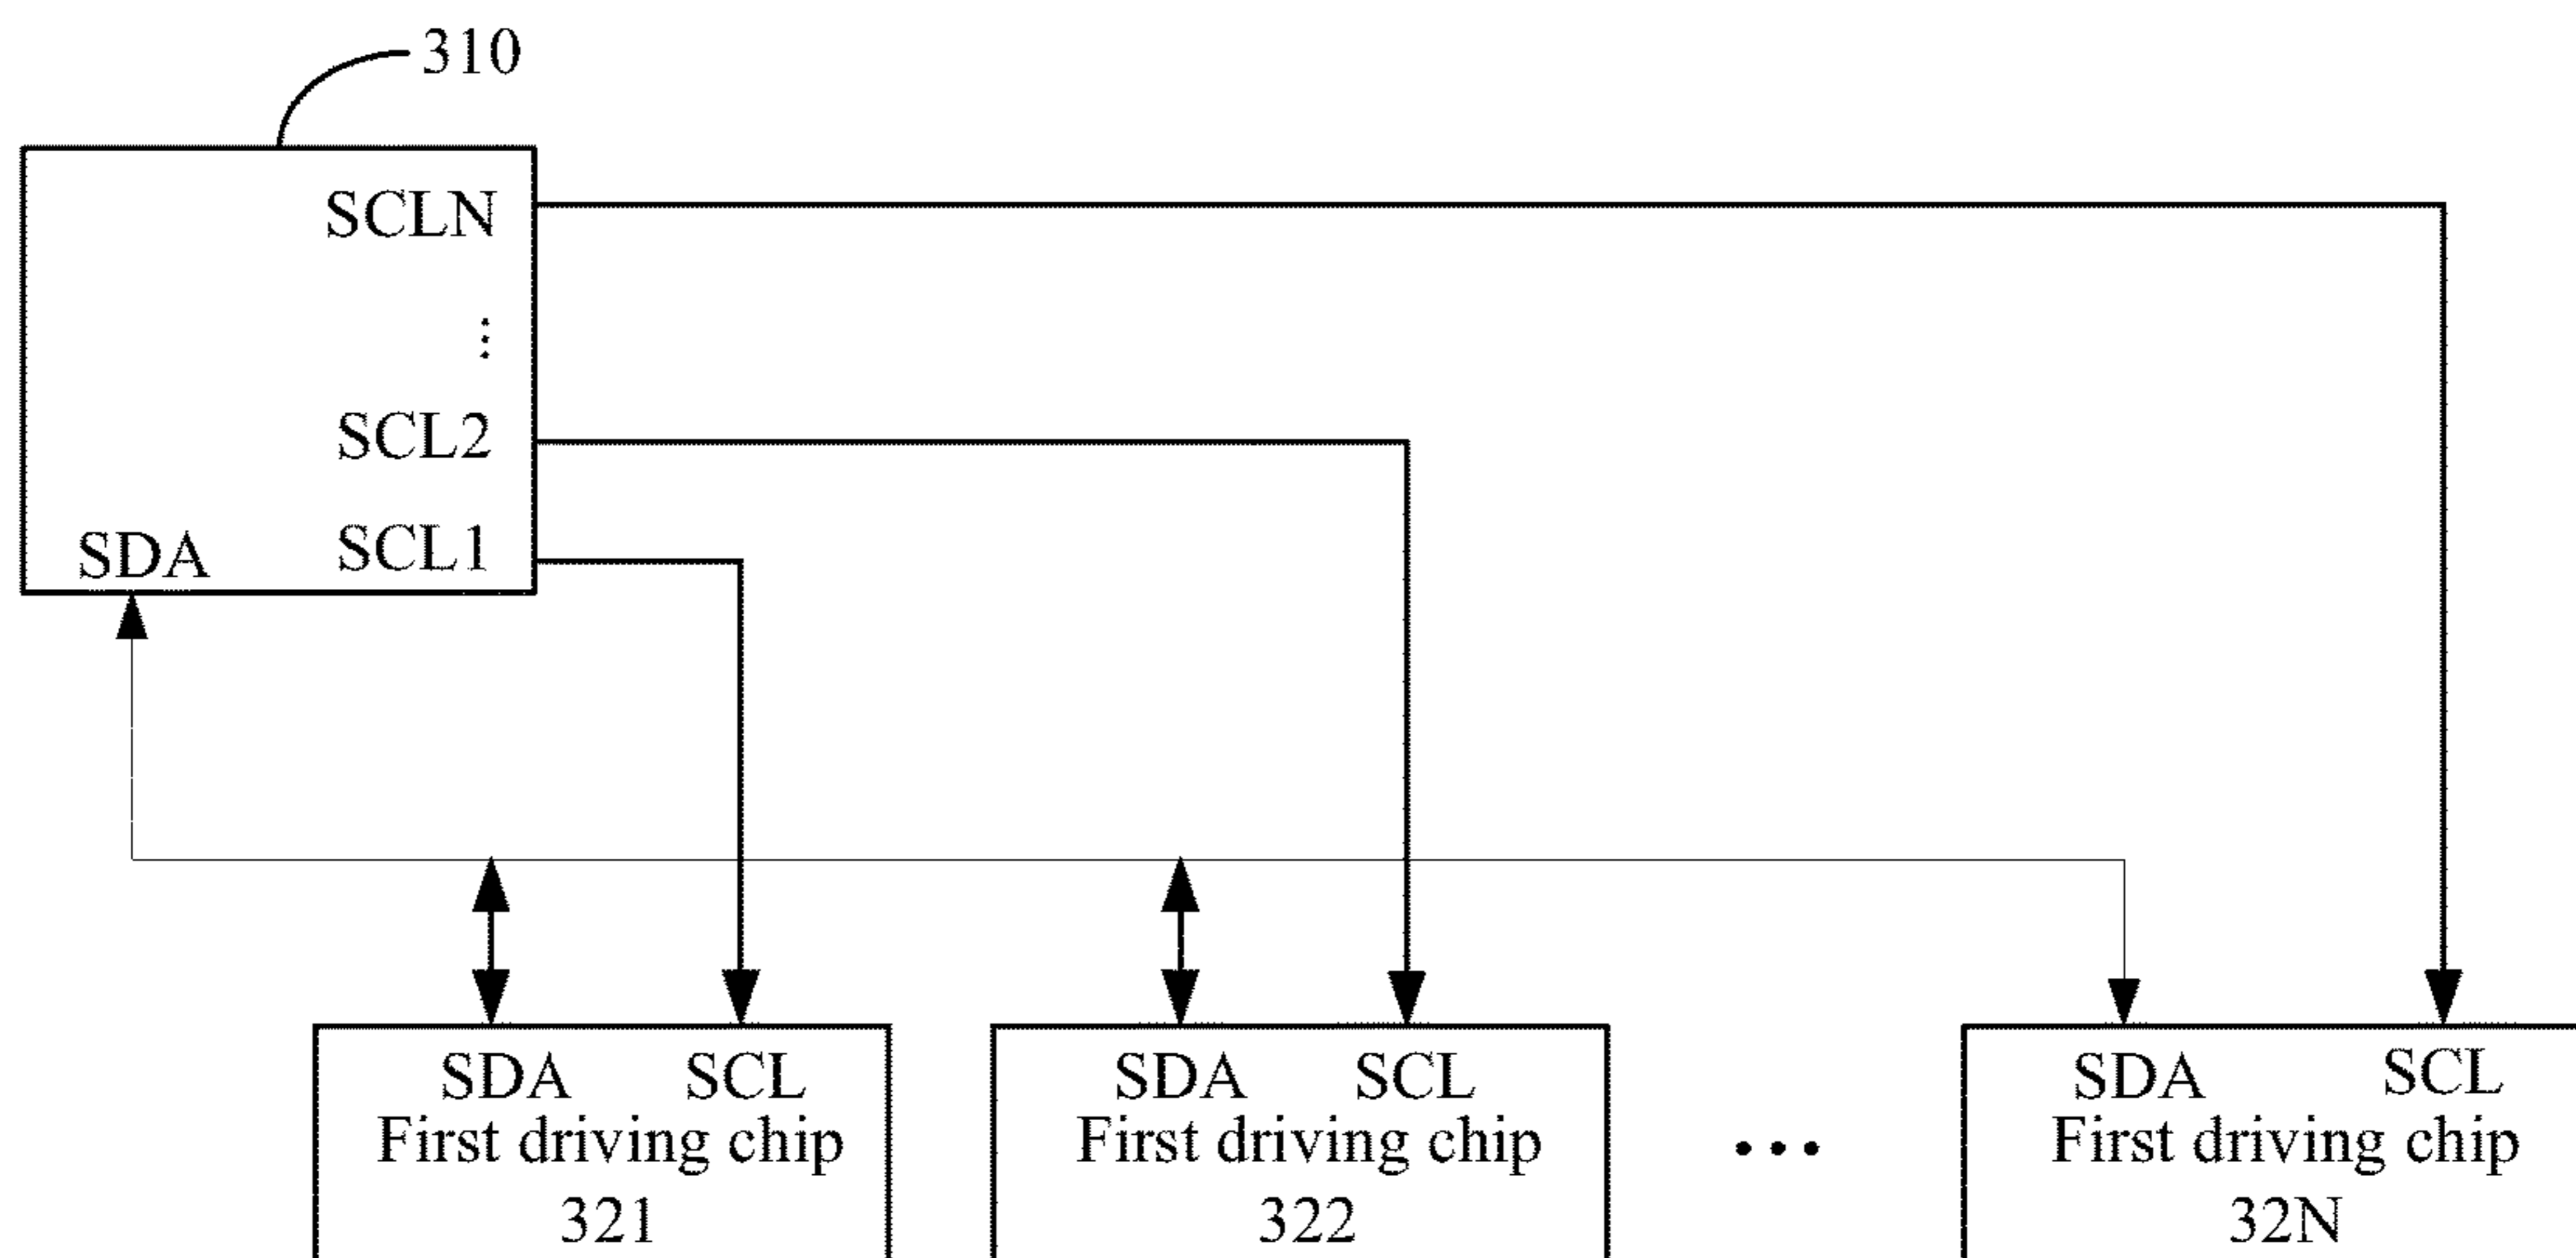 310
SCLN
⋮
SCL2
SCL1
SDA
SDA SCL
First driving chip
321
SDA SCL
First driving chip
322
...
SDA SCL
First driving chip
32N